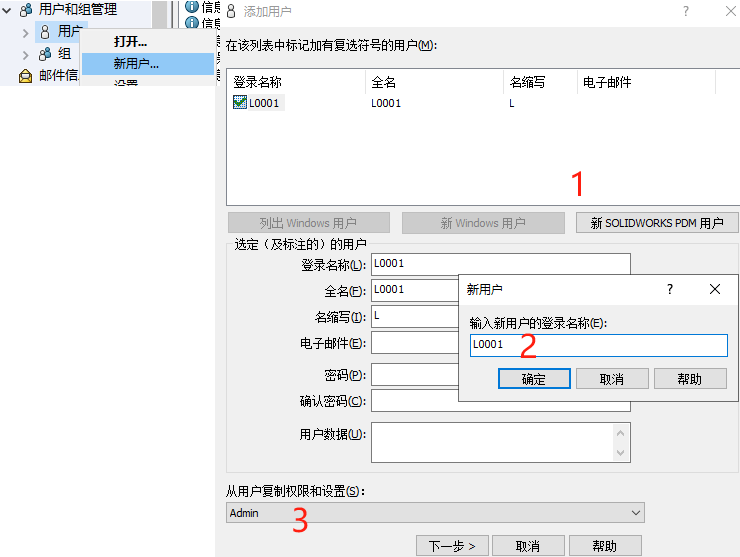 用户和组管理
用户
组
邮件信
打开...
新用户...
设置
信息
信息
添加用户
?
在该列表中标记加有复选符号的用户(M):
登录名称 全名 名缩写 电子邮件
L0001 L0001 L
1
列出 Windows 用户 新 Windows 用户 新 SOLIDWORKS PDM 用户
选定（及标注的）的用户
登录名称(L): L0001
全名(F): L0001
名缩写(I): L
电子邮件(E):
密码(P):
确认密码(C):
用户数据(U):
新用户 ?
输入新用户的登录名称(E):
L0001 2
确定 取消 帮助
从用户复制权限和设置(S):
Admin 3
下一步 > 取消 帮助